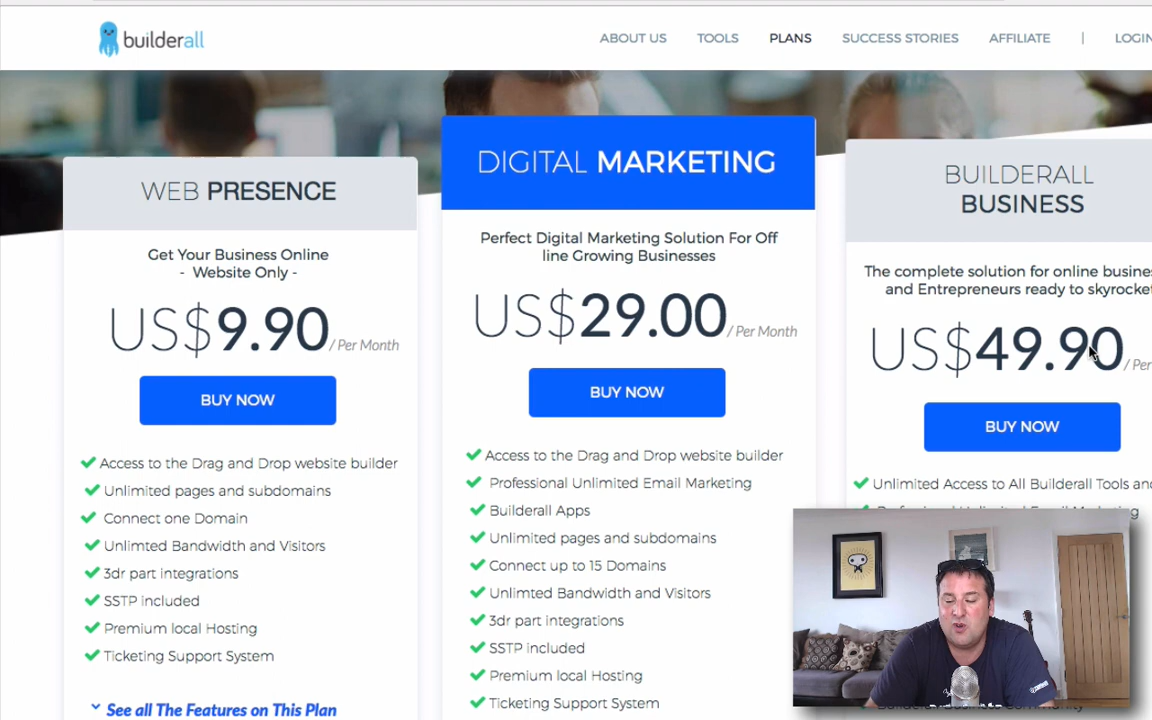 builderall
ABOUT US TOOLS PLANS SUCCESS STORIES AFFILIATE | LOGIN
WEB PRESENCE
Get Your Business Online
- Website Only -
US$9.90 / Per Month
BUY NOW
Access to the Drag and Drop website builder
Unlimited pages and subdomains
Connect one Domain
Unlimted Bandwidth and Visitors
3dr part integrations
SSTP included
Premium local Hosting
Ticketing Support System
See all The Features on This Plan
DIGITAL MARKETING
Perfect Digital Marketing Solution For Off
line Growing Businesses
US$29.00 / Per Month
BUY NOW
Access to the Drag and Drop website builder
Professional Unlimited Email Marketing
Builderall Apps
Unlimited pages and subdomains
Connect up to 15 Domains
Unlimted Bandwidth and Visitors
3dr part integrations
SSTP included
Premium local Hosting
Ticketing Support System
BUILDERALL
BUSINESS
The complete solution for online busines
and Entrepreneurs ready to skyrocket
US$49.90 / Per
BUY NOW
Unlimited Access to All Builderall Tools and